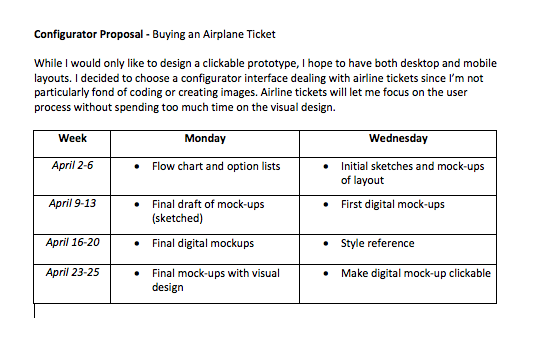 Configurator Proposal - Buying an Airplane Ticket
While I would only like to design a clickable prototype, I hope to have both desktop and mobile
layouts. I decided to choose a configurator interface dealing with airline tickets since I'm not
particularly fond of coding or creating images. Airline tickets will let me focus on the user
process without spending too much time on the visual design.
Week Monday Wednesday
April 2-6 • Flow chart and option lists • Initial sketches and mock-ups
of layout
April 9-13 • Final draft of mock-ups • First digital mock-ups
(sketched)
April 16-20 • Final digital mockups • Style reference
April 23-25 • Final mock-ups with visual • Make digital mock-up clickable
design